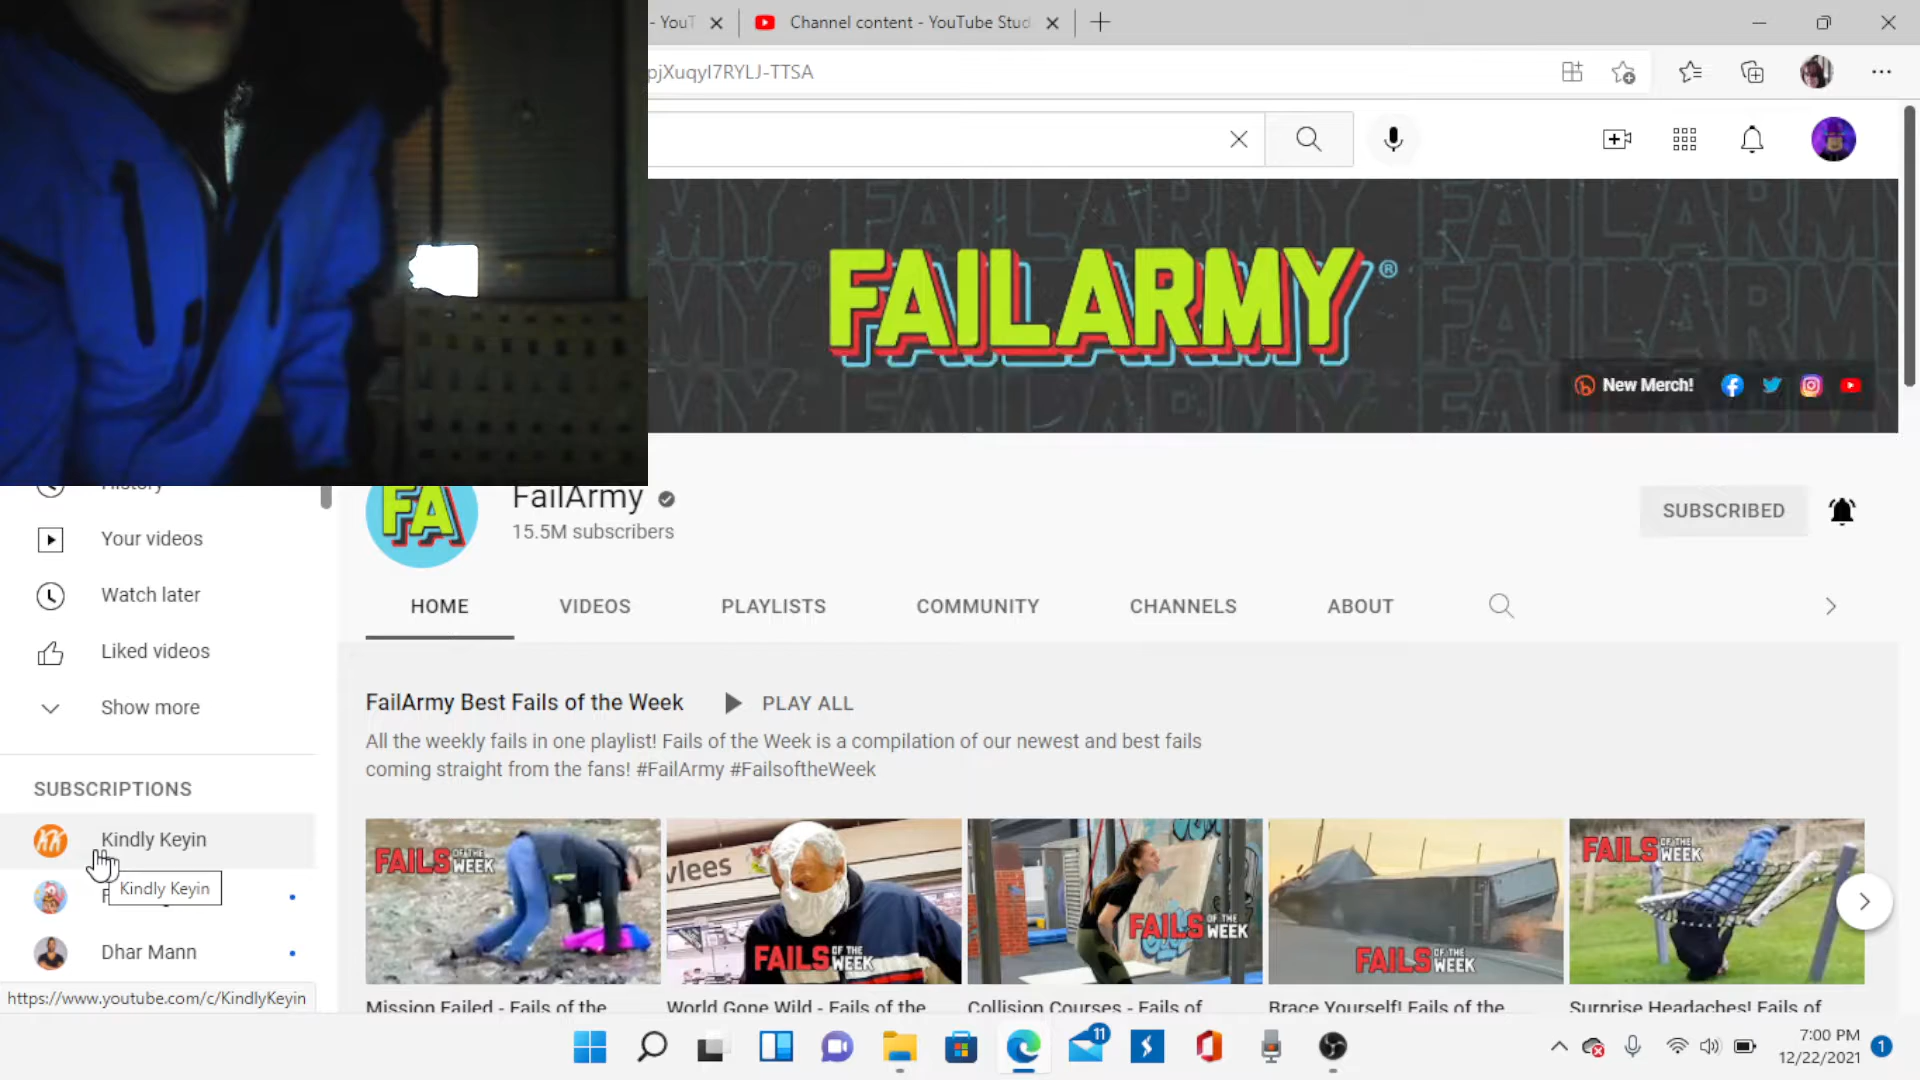 - YouT
Channel content - YouTube Stud
pjXuqyI7RYLJ-TTSA
FAILARMY®
New Merch!
FailArmy
15.5M subscribers
SUBSCRIBED
History
Your videos
Watch later
Liked videos
Show more
SUBSCRIPTIONS
Kindly Keyin
Kindly Keyin
Dhar Mann
https://www.youtube.com/c/KindlyKeyin
FA
HOME
VIDEOS
PLAYLISTS
COMMUNITY
CHANNELS
ABOUT
FailArmy Best Fails of the Week
PLAY ALL
All the weekly fails in one playlist! Fails of the Week is a compilation of our newest and best fails
coming straight from the fans! #FailArmy #FailsoftheWeek
FAILS OF THE WEEK
vlees
FAILS OF THE WEEK
FAILS OF THE WEEK
FAILS OF THE WEEK
FAILS OF THE WEEK
Mission Failed - Fails of the
World Gone Wild - Fails of the
Collision Courses - Fails of
Brace Yourself! Fails of the
Surprise Headaches! Fails of
11
7:00 PM
12/22/2021
1